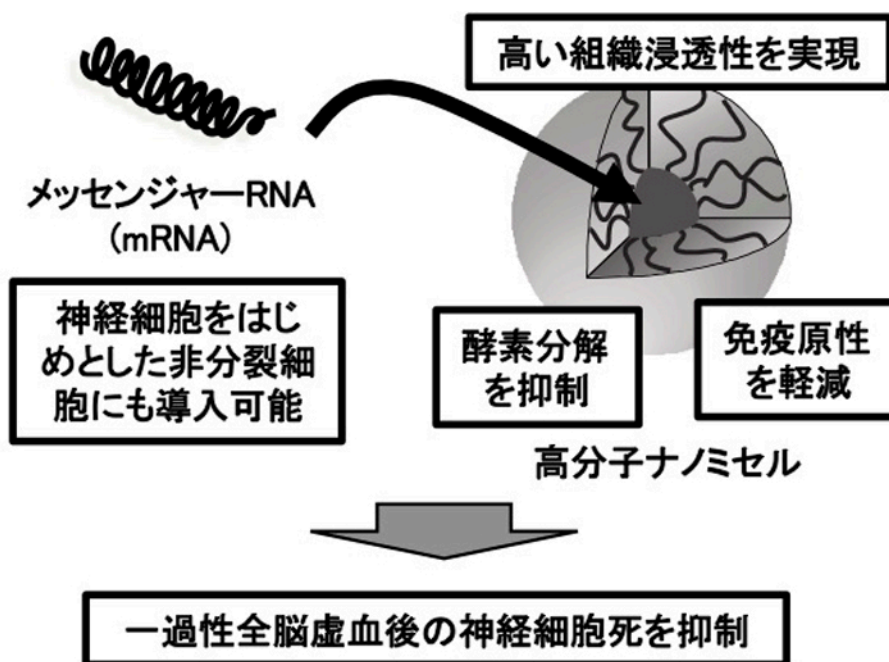 高い組織浸透性を実現
メッセンジャーRNA
(mRNA)
神経細胞をはじ
めとした非分裂細
胞にも導入可能
酵素分解
を抑制
免疫原性
を軽減
高分子ナノミセル
一過性全脳虚血後の神経細胞死を抑制